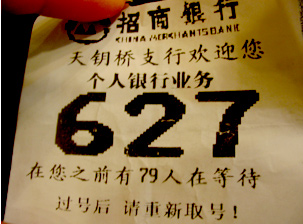 招商银行
CHINA MERCHANTS BANK
天钥桥支行欢迎您
个人银行业务
627
在您之前有79人在等待
过号后 请重新取号!